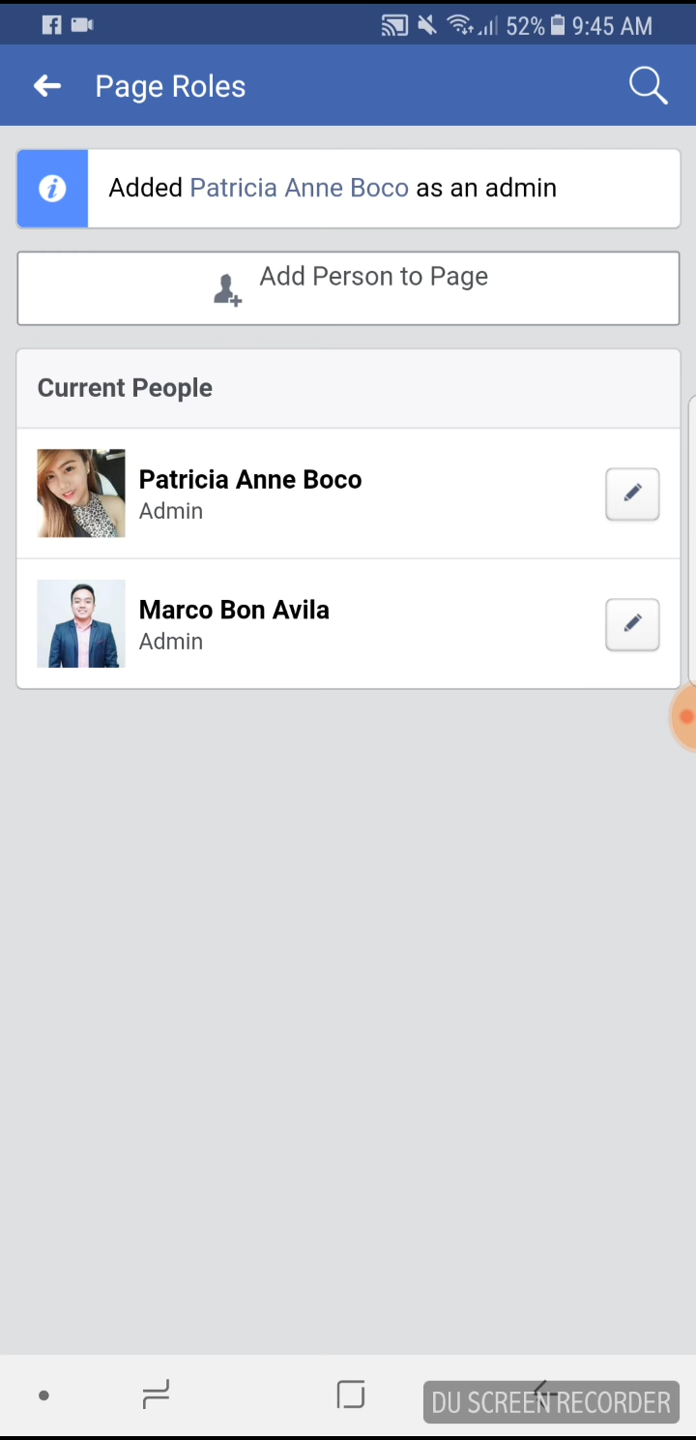 52% 9:45 AM
Page Roles
Added Patricia Anne Boco as an admin
Add Person to Page
Current People
Patricia Anne Boco
Admin
Marco Bon Avila
Admin
DU SCREEN RECORDER